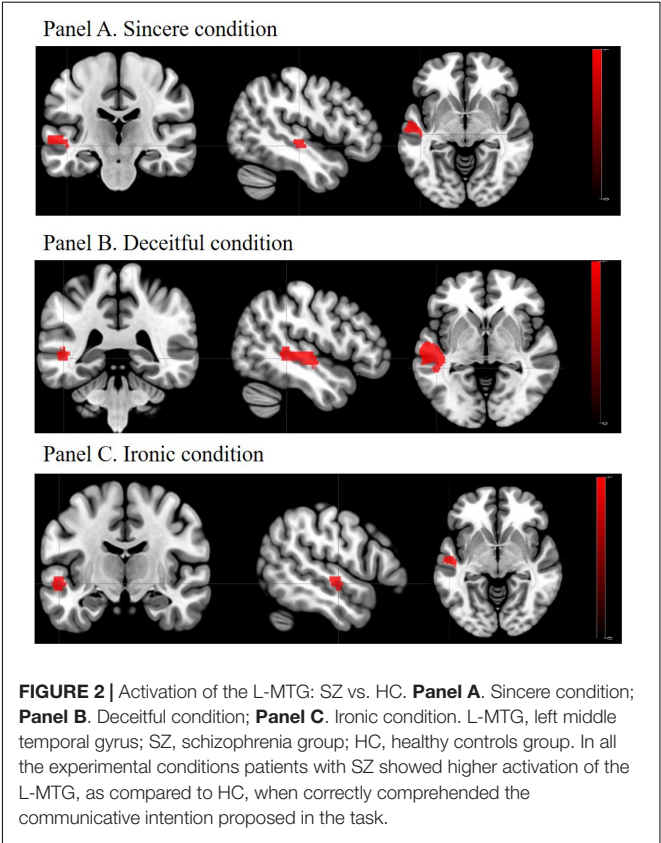 Panel A. Sincere condition
Panel B. Deceitful condition
Panel C. Ironic condition
FIGURE 2 | Activation of the L-MTG: SZ vs. HC. Panel A. Sincere condition;
Panel B. Deceitful condition; Panel C. Ironic condition. L-MTG, left middle
temporal gyrus; SZ, schizophrenia group; HC, healthy controls group. In all
the experimental conditions patients with SZ showed higher activation of the
L-MTG, as compared to HC, when correctly comprehended the
communicative intention proposed in the task.